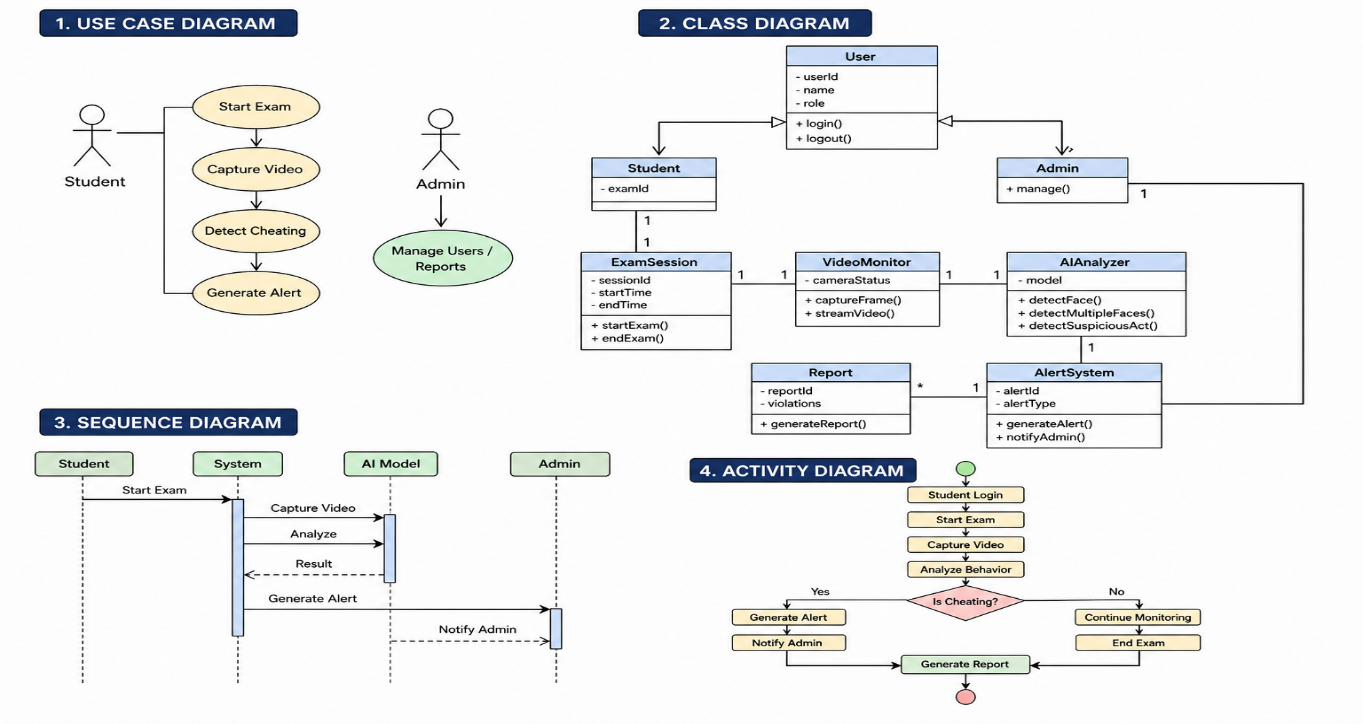 1. USE CASE DIAGRAM
Student
Start Exam
Capture Video
Detect Cheating
Generate Alert
Admin
Manage Users /
Reports
2. CLASS DIAGRAM
User
- userId
- name
- role
+ login()
+ logout()
Student
- examId
Admin
+ manage()
1
1
1
ExamSession
- sessionId
- startTime
- endTime
+ startExam()
+ endExam()
1
1
VideoMonitor
- cameraStatus
+ captureFrame()
+ streamVideo()
1
1
AIAnalyzer
- model
+ detectFace()
+ detectMultipleFaces()
+ detectSuspiciousAct()
1
Report
- reportId
- violations
+ generateReport()
*
1
AlertSystem
- alertId
- alertType
+ generateAlert()
+ notifyAdmin()
3. SEQUENCE DIAGRAM
Student
System
AI Model
Admin
Start Exam
Capture Video
Analyze
Result
Generate Alert
Notify Admin
4. ACTIVITY DIAGRAM
Student Login
Start Exam
Capture Video
Analyze Behavior
Is Cheating?
Yes
No
Generate Alert
Notify Admin
Continue Monitoring
End Exam
Generate Report